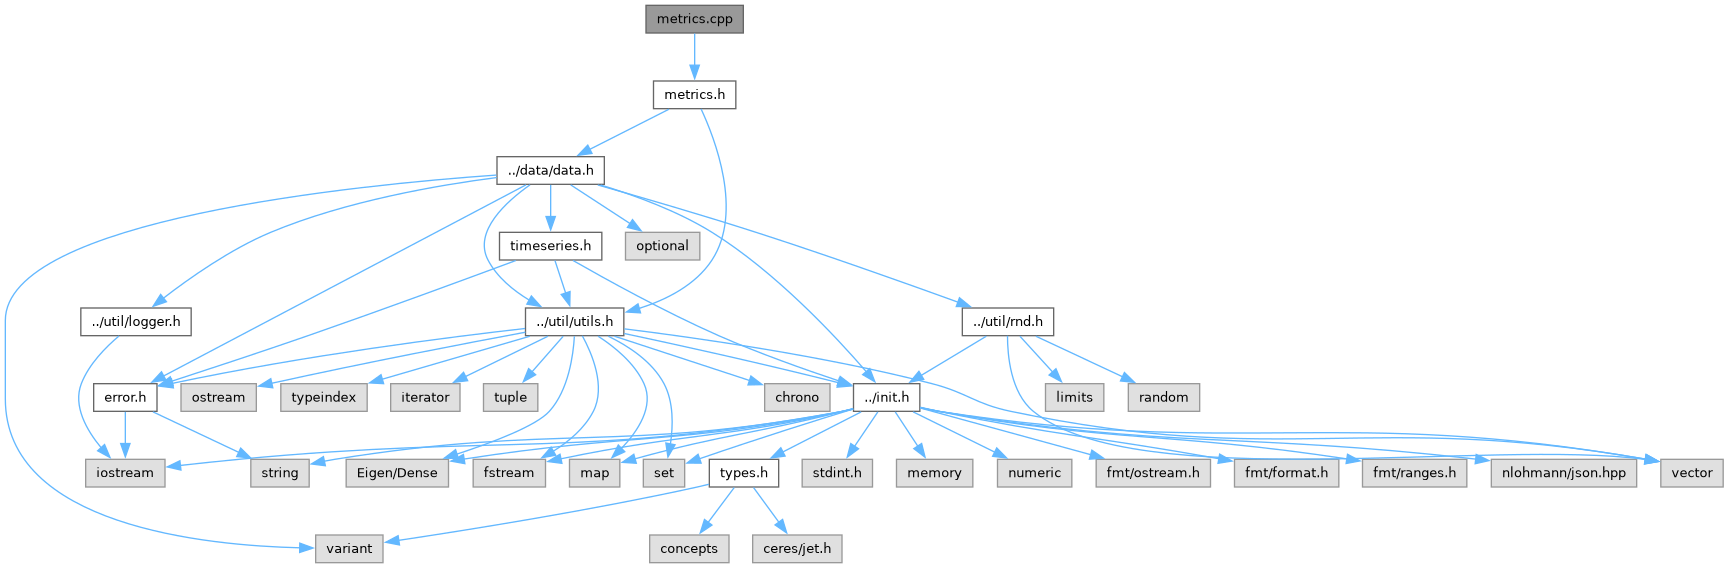 metrics.cpp
metrics.h
../data/data.h
timeseries.h
optional
../util/logger.h
../util/utils.h
../util/rnd.h
error.h
ostream
typeindex
iterator
tuple
chrono
../init.h
limits
random
iostream
string
Eigen/Dense
fstream
map
set
types.h
stdint.h
memory
numeric
fmt/ostream.h
fmt/format.h
fmt/ranges.h
nlohmann/json.hpp
vector
variant
concepts
ceres/jet.h